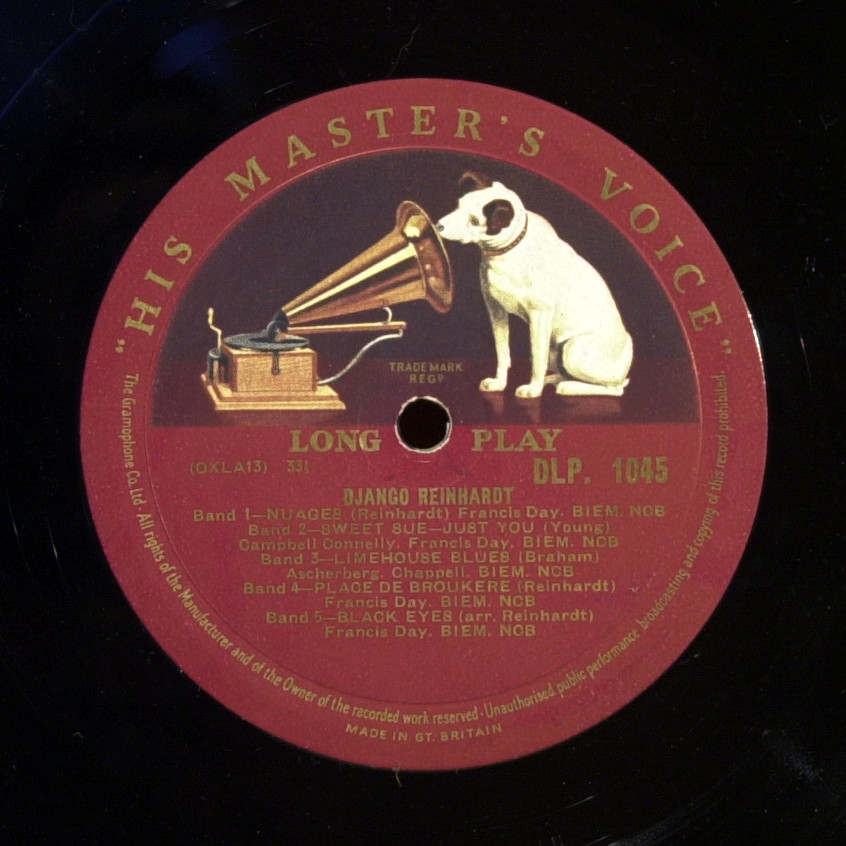 "HIS MASTER'S VOICE"
TRADE MARK
REGD
LONG PLAY
(OXLA13) 33⅓ DLP. 1045
DJANGO REINHARDT
Band 1—NUAGES (Reinhardt) Francis Day. BIEM. NCB
Band 2—SWEET SUE—JUST YOU (Young)
Campbell Connelly. Francis Day. BIEM. NCB
Band 3—LIMEHOUSE BLUES (Braham)
Ascherberg. Chappell. BIEM. NCB
Band 4—PLACE DE BROUKERE (Reinhardt)
Francis Day. BIEM. NCB
Band 5—BLACK EYES (arr. Reinhardt)
Francis Day. BIEM. NCB
The Gramophone Co. Ltd. All rights of the Manufacturer and of the Owner of the recorded work reserved · Unauthorised public performance broadcasting and copying of this record prohibited.
MADE IN GT. BRITAIN